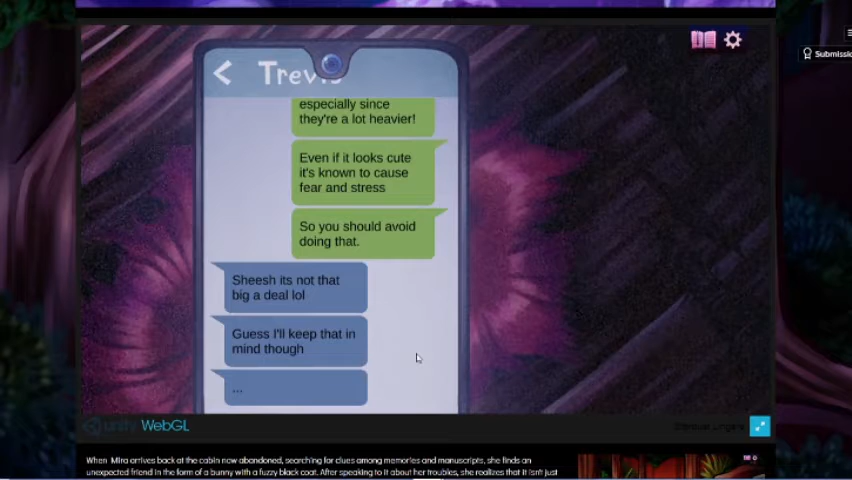 Submissio
Trevis
especially since
they're a lot heavier!
Even if it looks cute
it's known to cause
fear and stress
So you should avoid
doing that.
Sheesh its not that
big a deal lol
Guess I'll keep that in
mind though
...
unity WebGL
When Mira arrives back at the cabin now abandoned, searching for clues among memories and manuscripts, she finds an
unexpected friend in the form of a bunny with a fuzzy black coat. After speaking to it about her troubles, she realizes that it isn't just